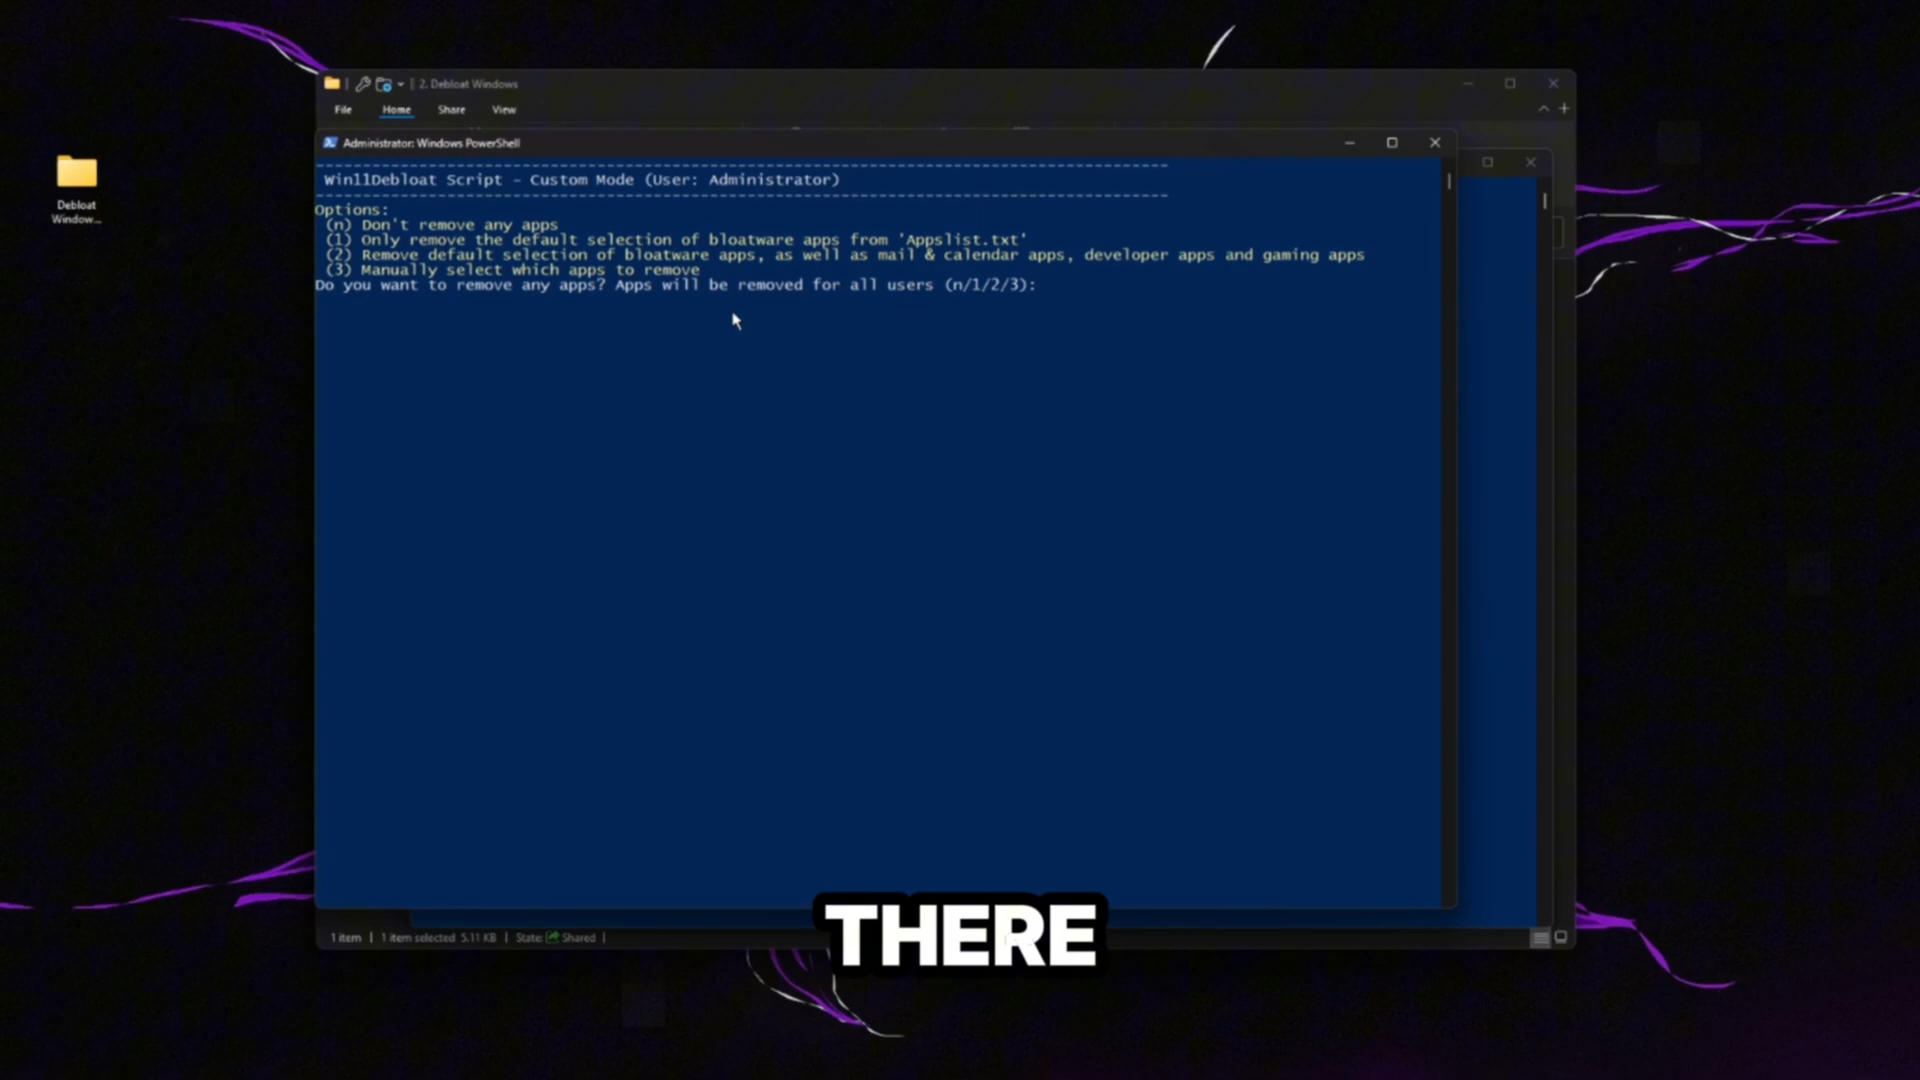 2. Debloat Windows
File Home Share View
Administrator: Windows PowerShell
Win11Debloat Script - Custom Mode (User: Administrator)
Options:
(n) Don't remove any apps
(1) Only remove the default selection of bloatware apps from 'Appslist.txt'
(2) Remove default selection of bloatware apps, as well as mail & calendar apps, developer apps and gaming apps
(3) Manually select which apps to remove
Do you want to remove any apps? Apps will be removed for all users (n/1/2/3):
Debloat
Window...
THERE
1 item | 1 item selected 5.11 KB | State: Shared |